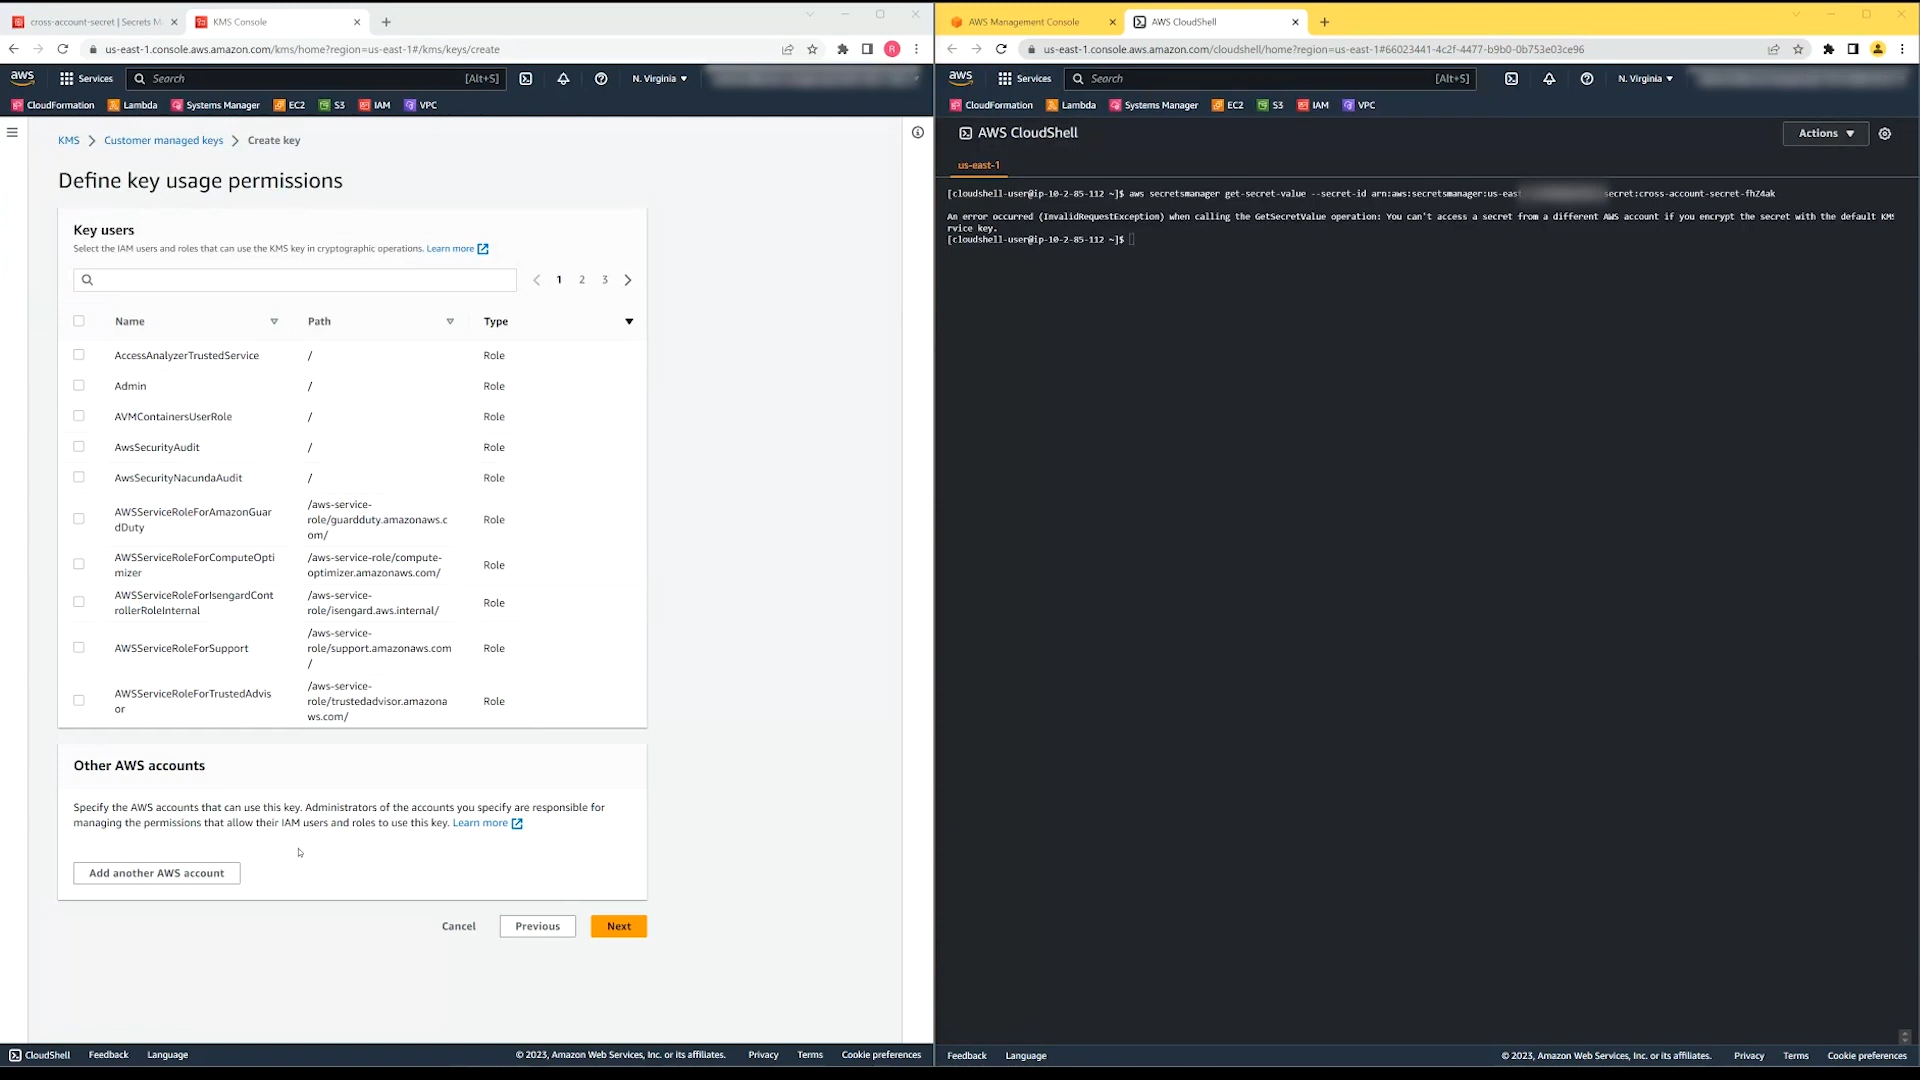 cross-account-secret | Secrets M
KMS Console
us-east-1.console.aws.amazon.com/kms/home?region=us-east-1#/kms/keys/create
R
aws
Services
Search
[Alt+S]
N. Virginia
CloudFormation
Lambda
Systems Manager
EC2
S3
IAM
VPC
KMS
Customer managed keys
Create key
Define key usage permissions
Key users
Select the IAM users and roles that can use the KMS key in cryptographic operations. Learn more
1 2 3
Name Path Type
AccessAnalyzerTrustedService / Role
Admin / Role
AVMContainersUserRole / Role
AwsSecurityAudit / Role
AwsSecurityNacundaAudit / Role
AWSServiceRoleForAmazonGuar
dDuty
/aws-service-
role/guardduty.amazonaws.c
om/
Role
AWSServiceRoleForComputeOpti
mizer
/aws-service-role/compute-
optimizer.amazonaws.com/
Role
AWSServiceRoleForIsengardCont
rollerRoleInternal
/aws-service-
role/isengard.aws.internal/
Role
AWSServiceRoleForSupport
/aws-service-
role/support.amazonaws.com
/
Role
AWSServiceRoleForTrustedAdvis
or
/aws-service-
role/trustedadvisor.amazona
ws.com/
Role
Other AWS accounts
Specify the AWS accounts that can use this key. Administrators of the accounts you specify are responsible for
managing the permissions that allow their IAM users and roles to use this key. Learn more
Add another AWS account
Cancel
Previous
Next
CloudShell
Feedback
Language
© 2023, Amazon Web Services, Inc. or its affiliates.
Privacy
Terms
Cookie preferences
AWS Management Console
AWS CloudShell
us-east-1.console.aws.amazon.com/cloudshell/home?region=us-east-1#66023441-4c2f-4477-b9b0-0b753e03ce96
aws
Services
Search
[Alt+S]
N. Virginia
CloudFormation
Lambda
Systems Manager
EC2
S3
IAM
VPC
AWS CloudShell
Actions
us-east-1
[cloudshell-user@ip-10-2-85-112 ~]$ aws secretsmanager get-secret-value --secret-id arn:aws:secretsmanager:us-east secret:cross-account-secret-fhZ4ak
An error occurred (InvalidRequestException) when calling the GetSecretValue operation: You can't access a secret from a different AWS account if you encrypt the secret with the default KMS
rvice key.
[cloudshell-user@ip-10-2-85-112 ~]$
Feedback
Language
© 2023, Amazon Web Services, Inc. or its affiliates.
Privacy
Terms
Cookie preferences